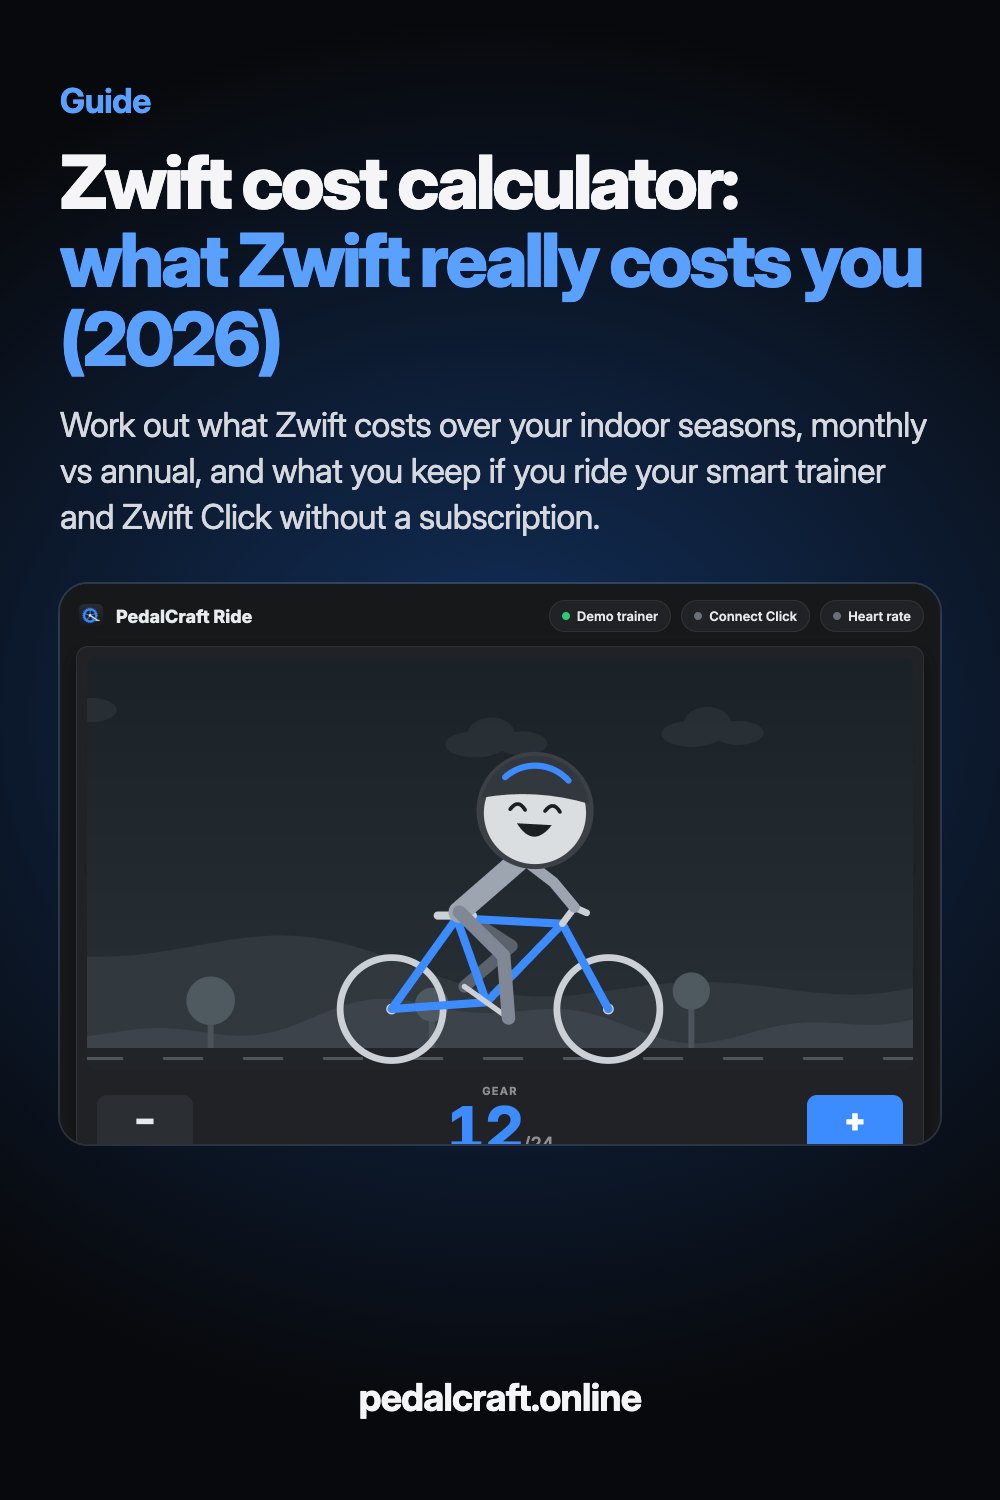 Guide
Zwift cost calculator:
what Zwift really costs you
(2026)
Work out what Zwift costs over your indoor seasons, monthly
vs annual, and what you keep if you ride your smart trainer
and Zwift Click without a subscription.
PedalCraft Ride
Demo trainer
Connect Click
Heart rate
GEAR
−
12/24
+
pedalcraft.online